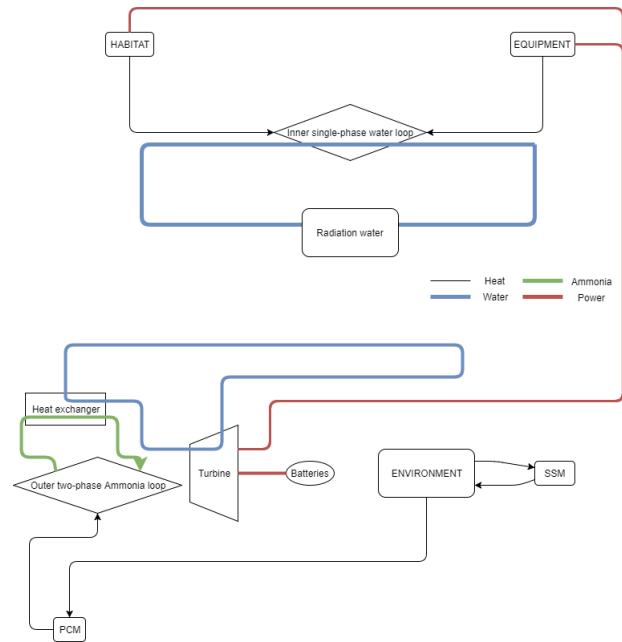 HABITAT
EQUIPMENT
Inner single-phase water loop
Radiation water
Heat
Ammonia
Water
Power
Heat exchanger
Outer two-phase Ammonia loop
Turbine
Batteries
ENVIRONMENT
SSM
PCM